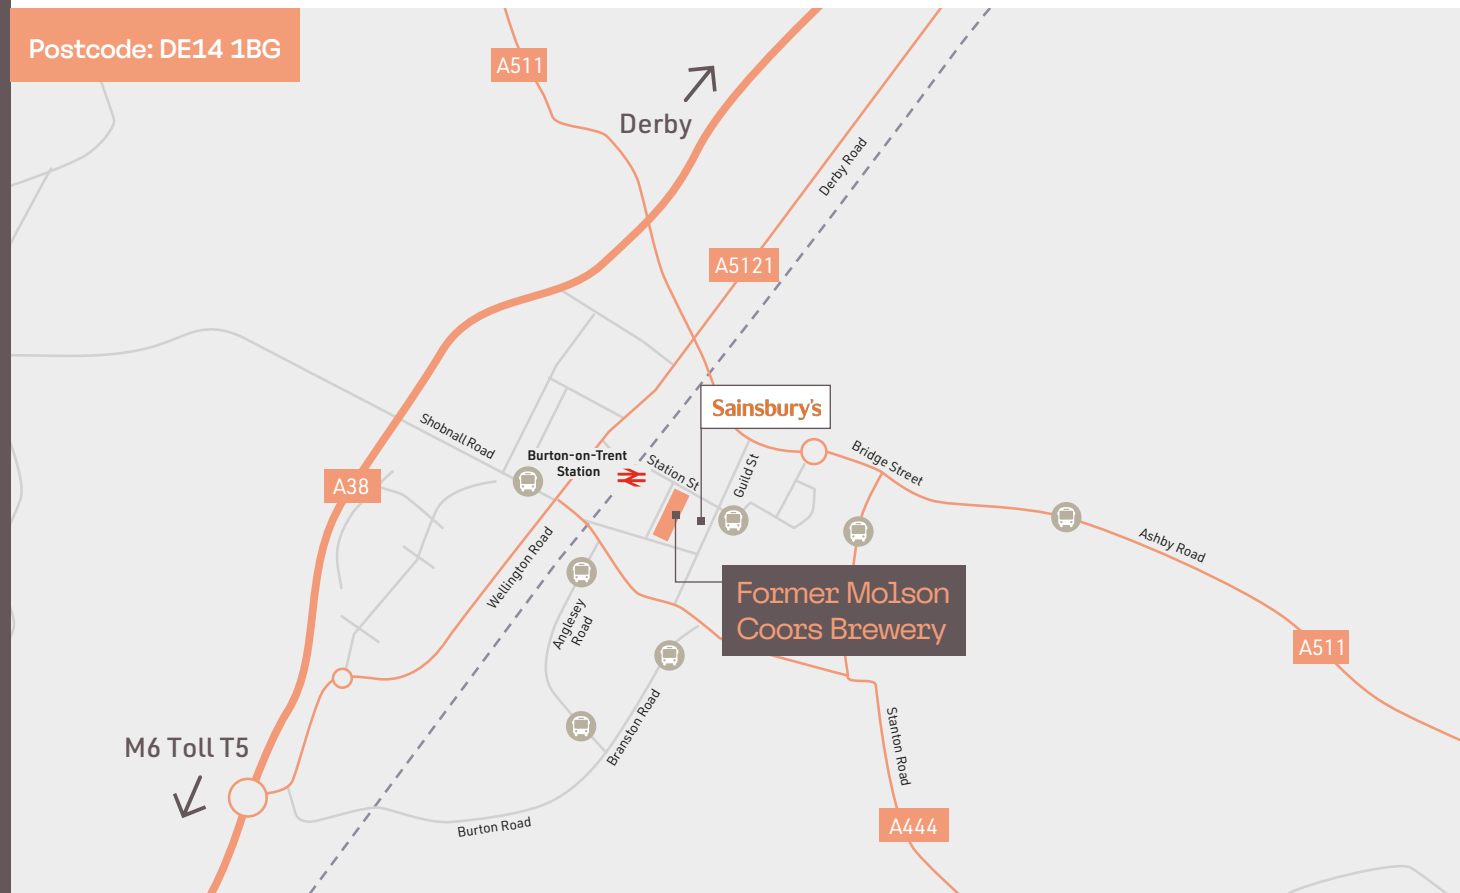 Postcode: DE14 1BG
A511
Derby
Derby Road
A5121
Sainsbury's
Shobnall Road
Burton-on-Trent
Station
Station St
Guild St
Bridge Street
A38
Ashby Road
Wellington Road
Anglesey
Road
Former Molson
Coors Brewery
A511
Branston Road
Stanton Road
M6 Toll T5
Burton Road
A444